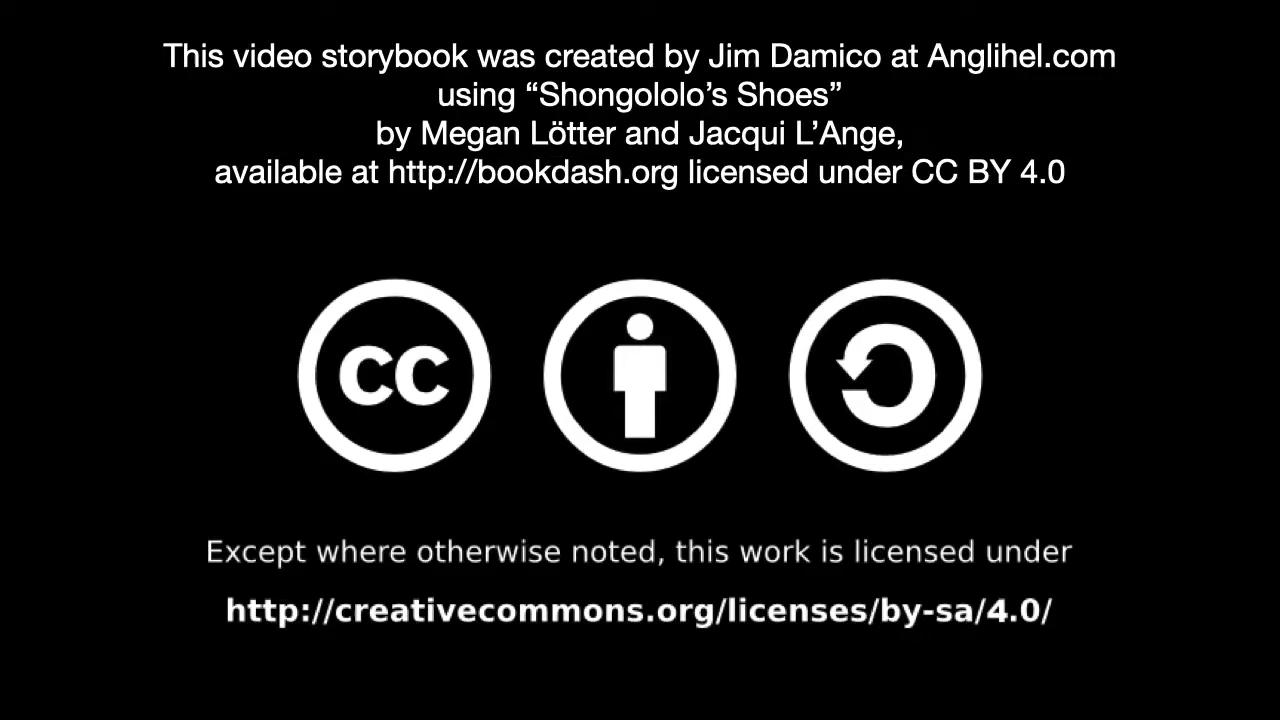 This video storybook was created by Jim Damico at Anglihel.com
using “Shongololo’s Shoes”
by Megan Lötter and Jacqui L’Ange,
available at http://bookdash.org licensed under CC BY 4.0
cc
Except where otherwise noted, this work is licensed under
http://creativecommons.org/licenses/by-sa/4.0/